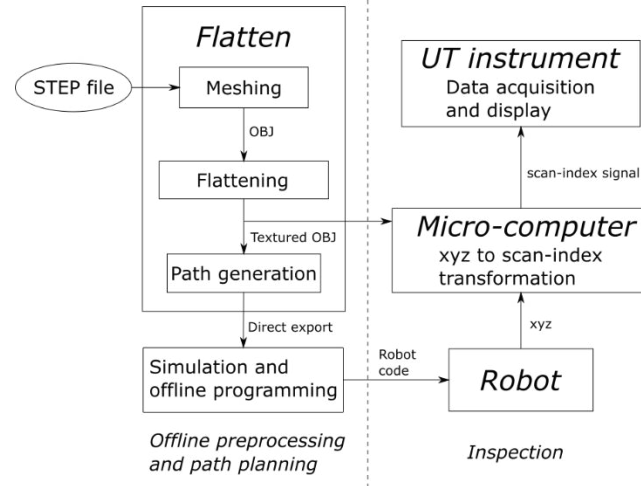 Flatten
STEP file
Meshing
OBJ
Flattening
Textured OBJ
Path generation
Direct export
Simulation and
offline programming
Offline preprocessing
and path planning
UT instrument
Data acquisition
and display
scan-index signal
Micro-computer
xyz to scan-index
transformation
xyz
Robot
code
Robot
Inspection